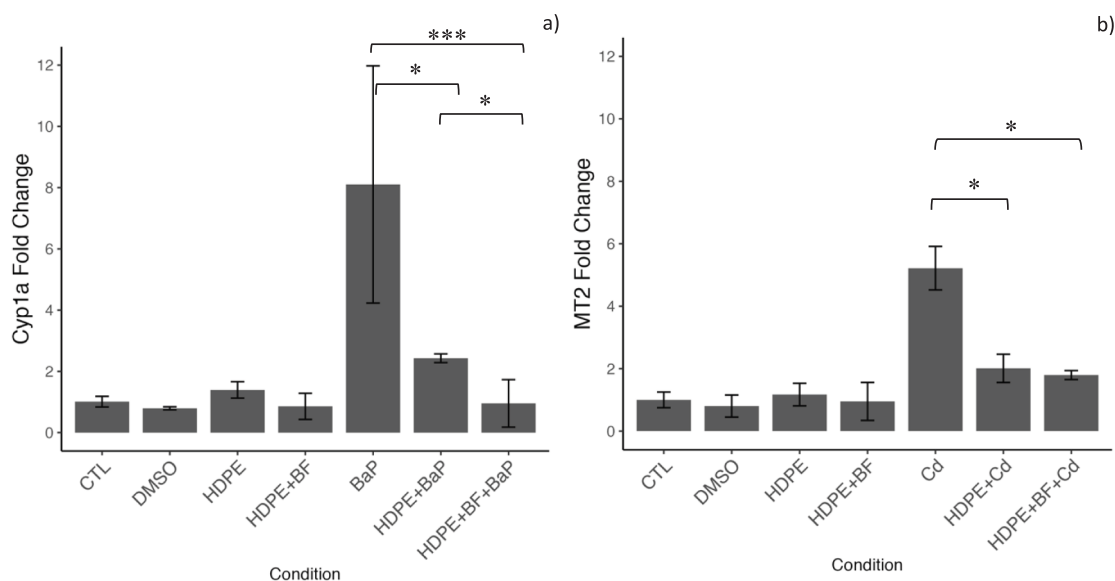 a)
***
*
*
12
10
8
6
4
2
0
Cyp1a Fold Change
CTL
DMSO
HDPE
HDPE+BF
BaP
HDPE+BaP
HDPE+BF+BaP
Condition
b)
*
*
12
10
8
6
4
2
0
MT2 Fold Change
CTL
DMSO
HDPE
HDPE+BF
Cd
HDPE+Cd
HDPE+BF+Cd
Condition